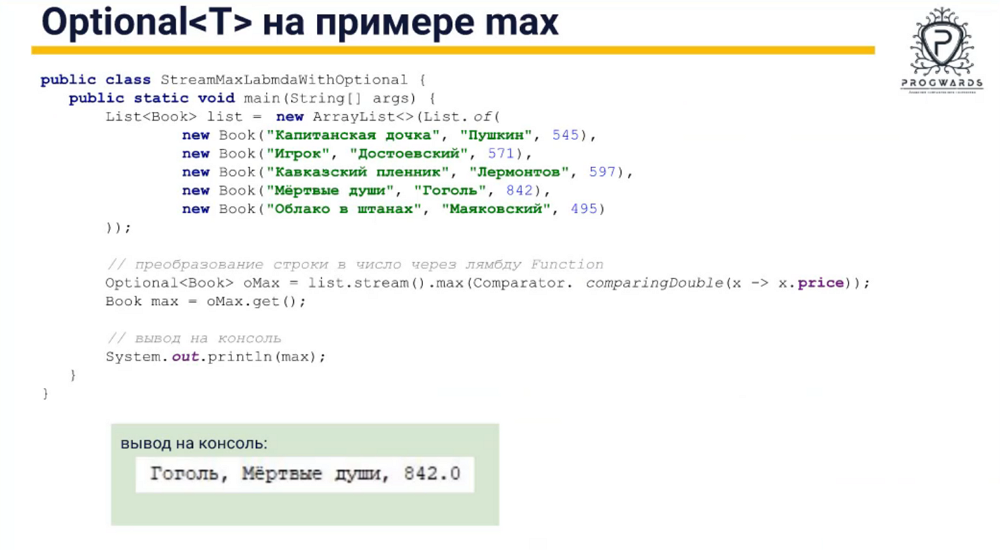 Optional<T> на примере max
PROGWARDS
public class StreamMaxLabmdaWithOptional {
public static void main(String[] args) {
List<Book> list = new ArrayList<>(List.of(
new Book("Капитанская дочка", "Пушкин", 545),
new Book("Игрок", "Достоевский", 571),
new Book("Кавказский пленник", "Лермонтов", 597),
new Book("Мёртвые души", "Гоголь", 842),
new Book("Облако в штанах", "Маяковский", 495)
));
// преобразование строки в число через лямбду Function
Optional<Book> oMax = list.stream().max(Comparator. comparingDouble(x -> x.price));
Book max = oMax.get();
// вывод на консоль
System.out.println(max);
}
}
вывод на консоль:
Гоголь, Мёртвые души, 842.0